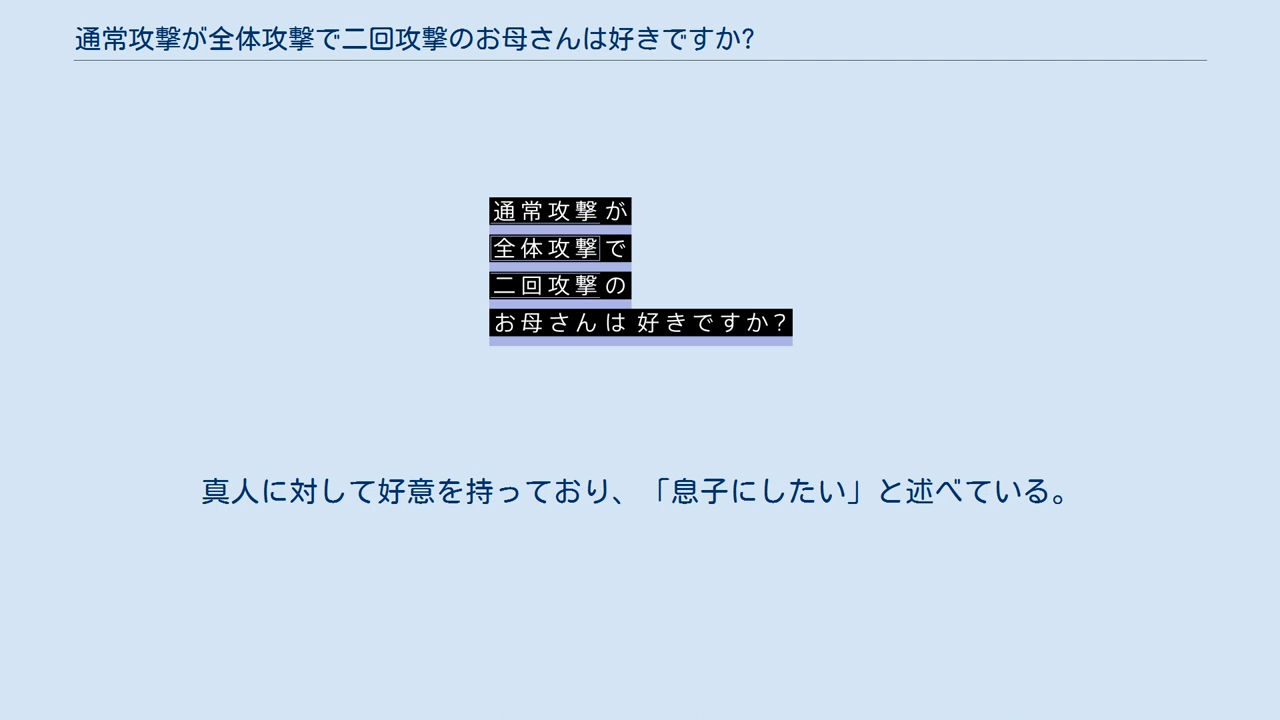 通常攻撃が全体攻撃で二回攻撃のお母さんは好きですか?
通常攻撃が
全体攻撃で
二回攻撃の
お母さんは 好きですか?
真人に対して好意を持っており、「息子にしたい」と述べている。